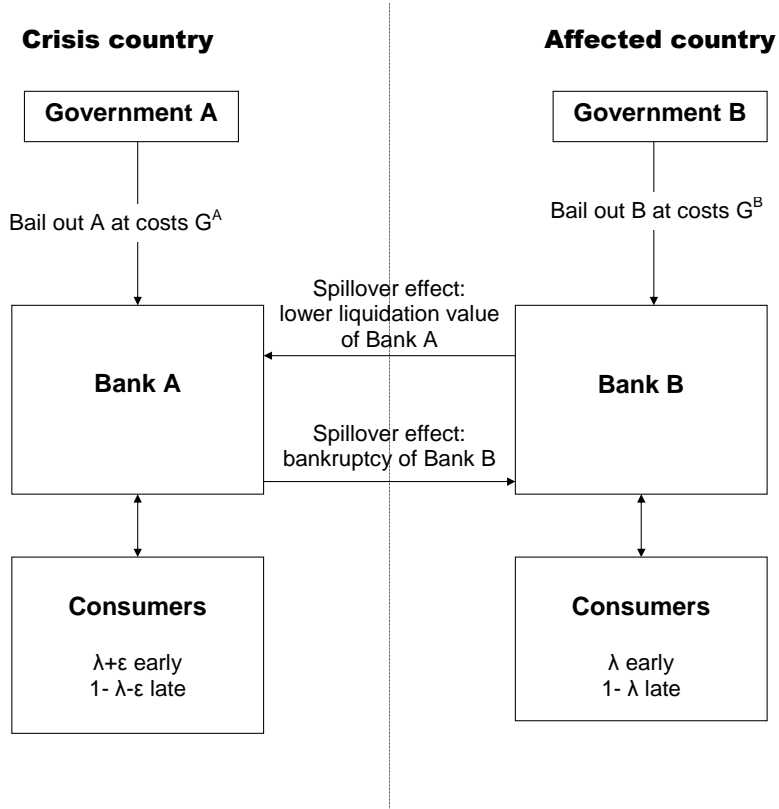 Crisis country
Affected country
Government A
Government B
Bail out A at costs G^A
Bail out B at costs G^B
Spillover effect:
lower liquidation value
of Bank A
Bank A
Bank B
Spillover effect:
bankruptcy of Bank B
Consumers
λ+ε early
1- λ-ε late
Consumers
λ early
1- λ late